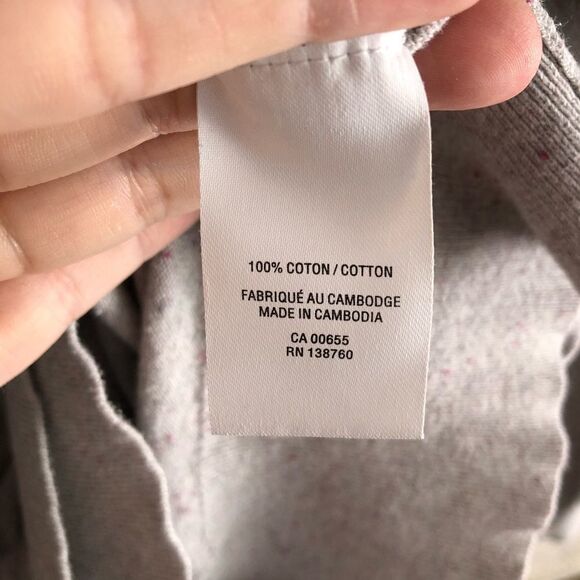 100% COTON / COTTON
FABRIQUÉ AU CAMBODGE
MADE IN CAMBODIA
CA 00655
RN 138760